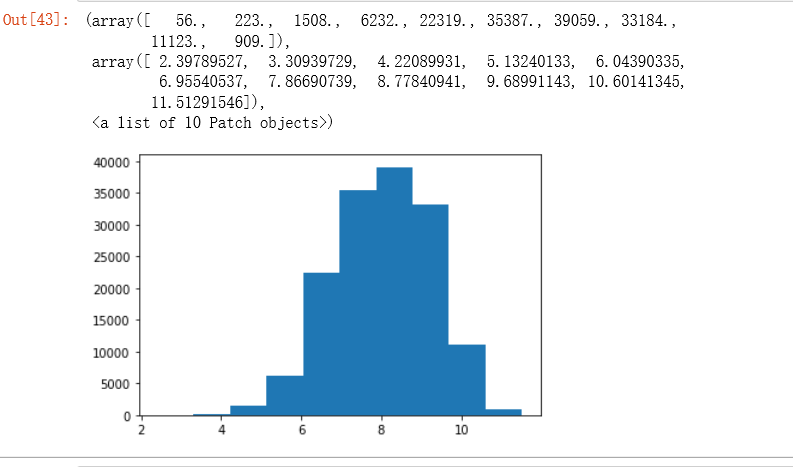 Out[43]: (array([   56.,   223.,  1508.,  6232., 22319., 35387., 39059., 33184.,
11123.,   909.]),
array([ 2.39789527,  3.30939729,  4.22089931,  5.13240133,  6.04390335,
6.95540537,  7.86690739,  8.77840941,  9.68991143, 10.60141345,
11.51291546]),
<a list of 10 Patch objects>)
40000
35000
30000
25000
20000
15000
10000
5000
0
2 4 6 8 10